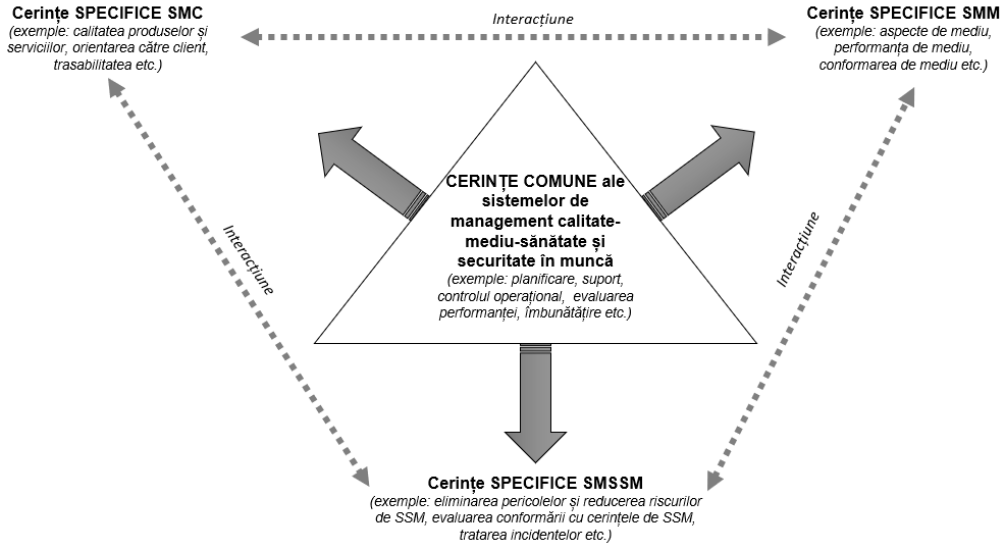 Cerințe SPECIFICE SMC
(exemple: calitatea produselor și
serviciilor, orientarea către client,
trasabilitatea etc.)
Interacțiune
Cerințe SPECIFICE SMM
(exemple: aspecte de mediu,
performanța de mediu,
conformarea de mediu etc.)
CERINȚE COMUNE ale
sistemelor de
management calitate-
mediu-sănătate și
securitate în muncă
(exemple: planificare, suport,
controlul operațional, evaluarea
performanței, îmbunătățire etc.)
Interacțiune
Interacțiune
Cerințe SPECIFICE SMSSM
(exemple: eliminarea pericolelor și reducerea riscurilor
de SSM, evaluarea conformării cu cerințele de SSM,
tratarea incidentelor etc.)